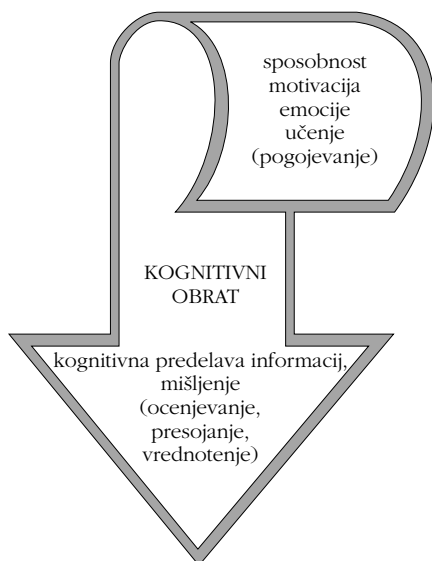 sposobnost
motivacija
emocije
učenje
(pogojevanje)
KOGNITIVNI
OBRAT
kognitivna predelava informacij,
mišljenje
(ocenjevanje,
presojanje,
vrednotenje)